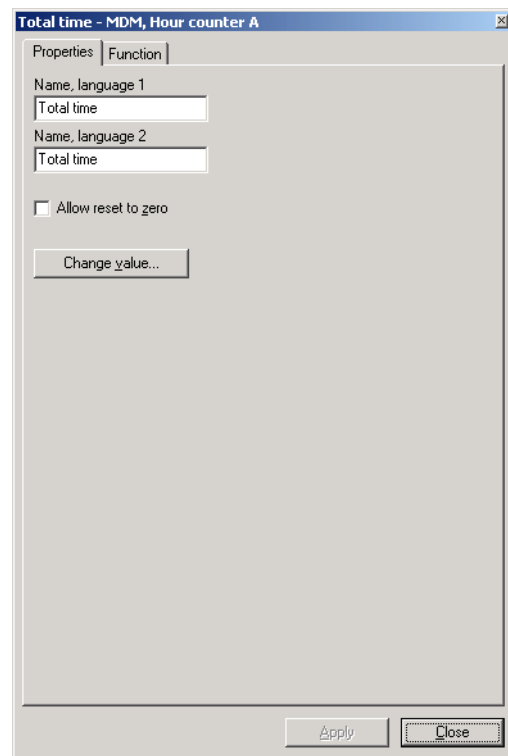 Total time - MDM, Hour counter A
Properties
Function
Name, language 1
Total time
Name, language 2
Total time
Allow reset to zero
Change value...
Apply
Close